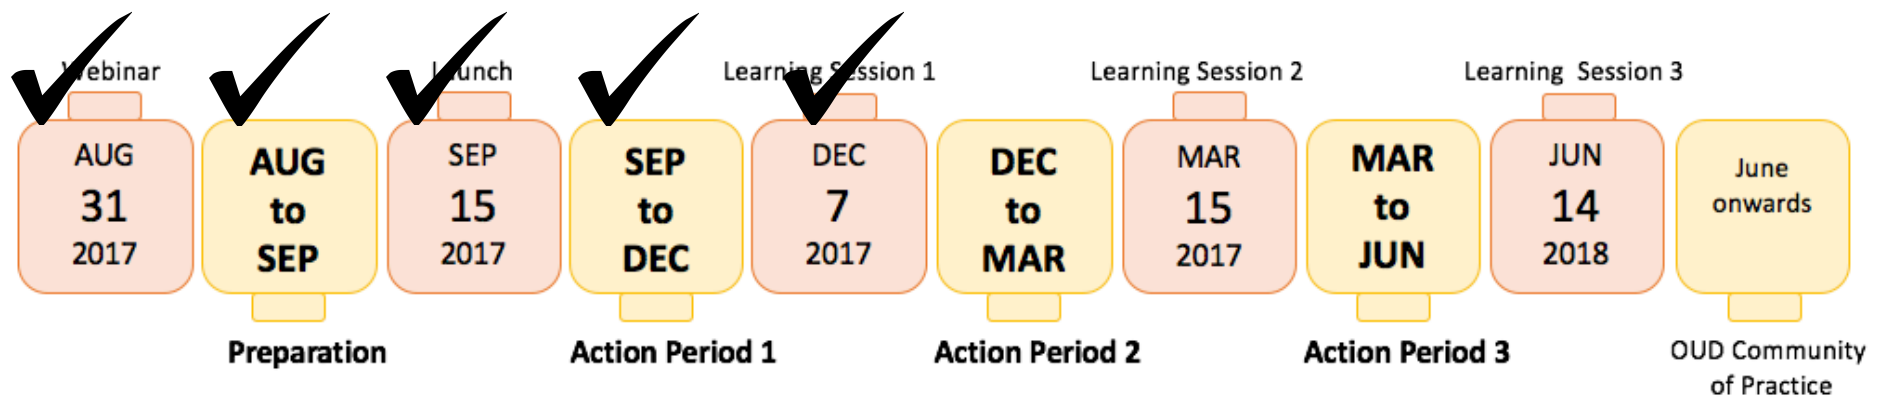 Webinar
AUG
31
2017
AUG
to
SEP
Preparation
Launch
SEP
15
2017
SEP
to
DEC
Action Period 1
Learning Session 1
DEC
7
2017
DEC
to
MAR
Action Period 2
Learning Session 2
MAR
15
2017
MAR
to
JUN
Action Period 3
Learning Session 3
JUN
14
2018
June
onwards
OUD Community
of Practice